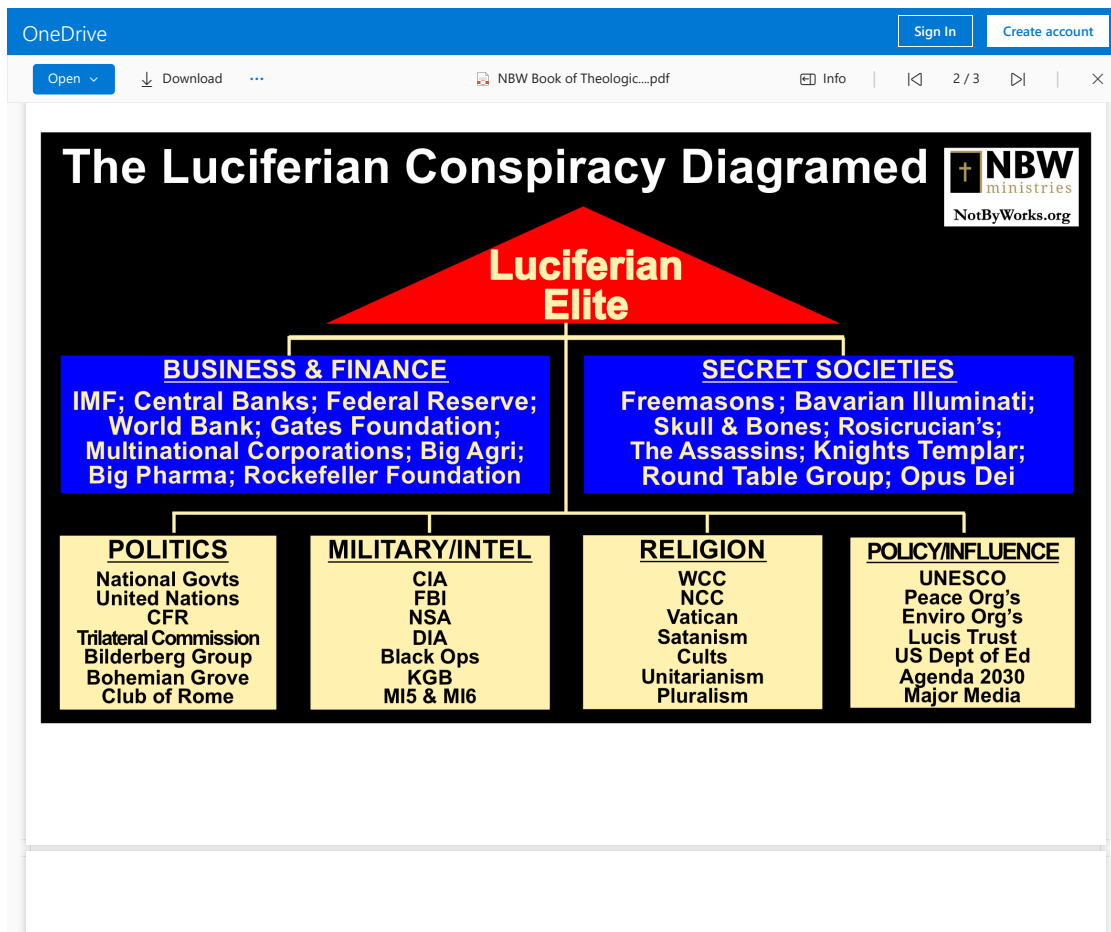 OneDrive
Sign In
Create account
Open
Download
NBW Book of Theologic....pdf
Info
2 / 3
The Luciferian Conspiracy Diagramed
NBW
ministries
NotByWorks.org
Luciferian
Elite
BUSINESS & FINANCE
IMF; Central Banks; Federal Reserve;
World Bank; Gates Foundation;
Multinational Corporations; Big Agri;
Big Pharma; Rockefeller Foundation
SECRET SOCIETIES
Freemasons; Bavarian Illuminati;
Skull & Bones; Rosicrucian’s;
The Assassins; Knights Templar;
Round Table Group; Opus Dei
POLITICS
National Govts
United Nations
CFR
Trilateral Commission
Bilderberg Group
Bohemian Grove
Club of Rome
MILITARY/INTEL
CIA
FBI
NSA
DIA
Black Ops
KGB
MI5 & MI6
RELIGION
WCC
NCC
Vatican
Satanism
Cults
Unitarianism
Pluralism
POLICY/INFLUENCE
UNESCO
Peace Org’s
Enviro Org’s
Lucis Trust
US Dept of Ed
Agenda 2030
Major Media